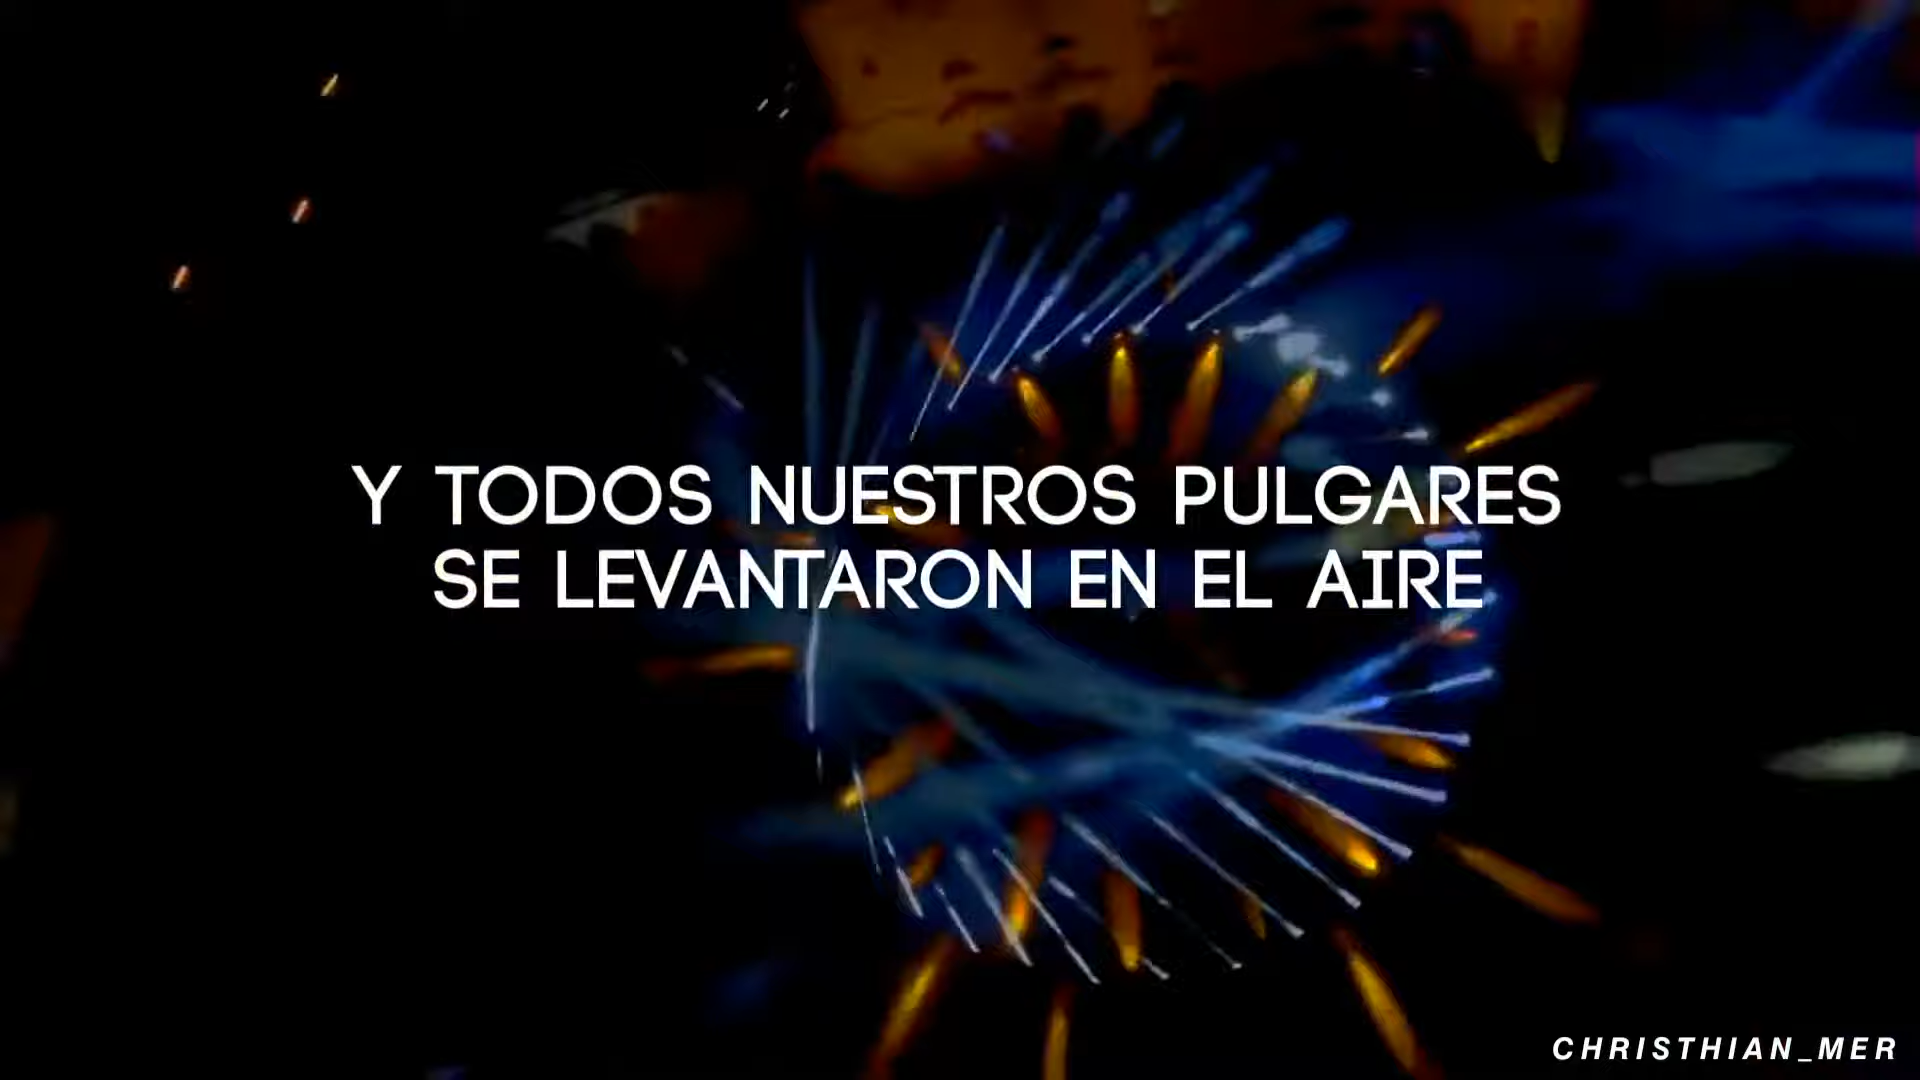 Y TODOS NUESTROS PULGARES
SE LEVANTARON EN EL AIRE
CHRISTHIAN_MER